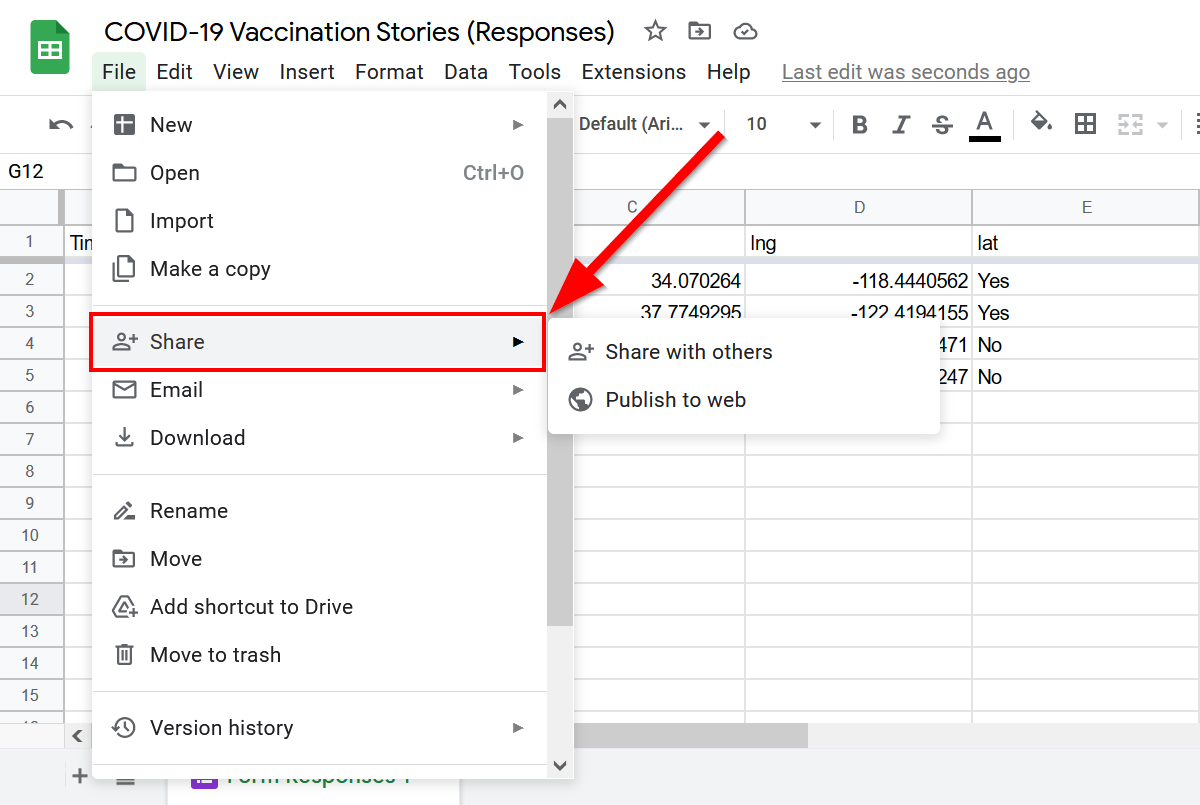 COVID-19 Vaccination Stories (Responses)
File Edit View Insert Format Data Tools Extensions Help Last edit was seconds ago
Default (Ari... 10 B I S A
G12
C D E
1 Tin lng lat
2 34.070264 -118.4440562 Yes
3 37.7749295 -122.4194155 Yes
4 471 No
5 247 No
6
7
8
9
10
11
12
13
14
15
New
Open Ctrl+O
Import
Make a copy
Share
Email
Download
Rename
Move
Add shortcut to Drive
Move to trash
Version history
Share with others
Publish to web
Form Responses 1